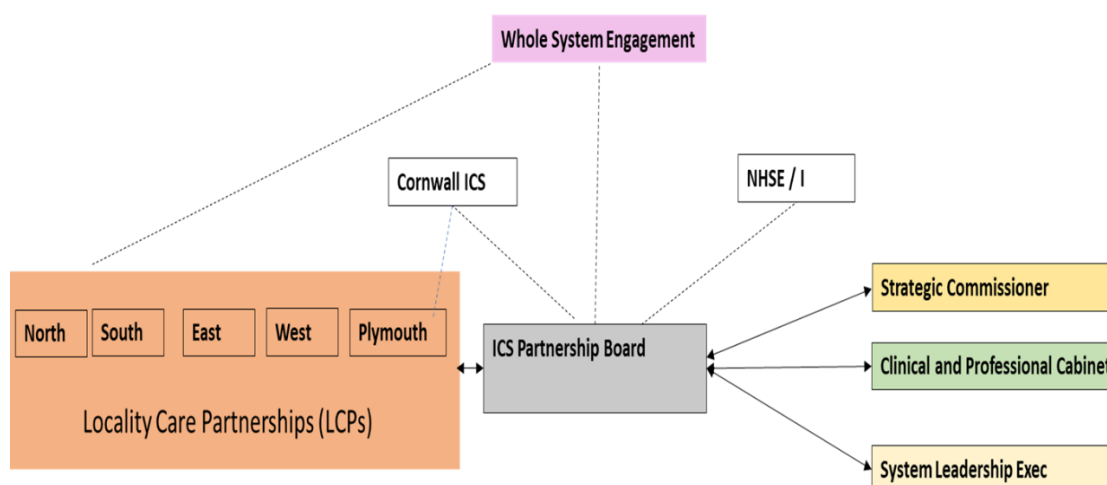 Whole System Engagement
Cornwall ICS
NHSE / I
North
South
East
West
Plymouth
Locality Care Partnerships (LCPs)
ICS Partnership Board
Strategic Commissioner
Clinical and Professional Cabinet
System Leadership Exec